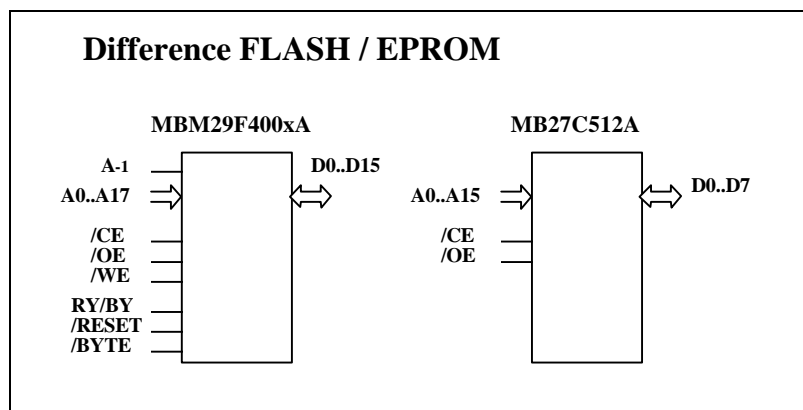 Difference FLASH / EPROM
MBM29F400xA
A-1
D0..D15
A0..A17
/CE
/OE
/WE
RY/BY
/RESET
/BYTE
MB27C512A
A0..A15
D0..D7
/CE
/OE